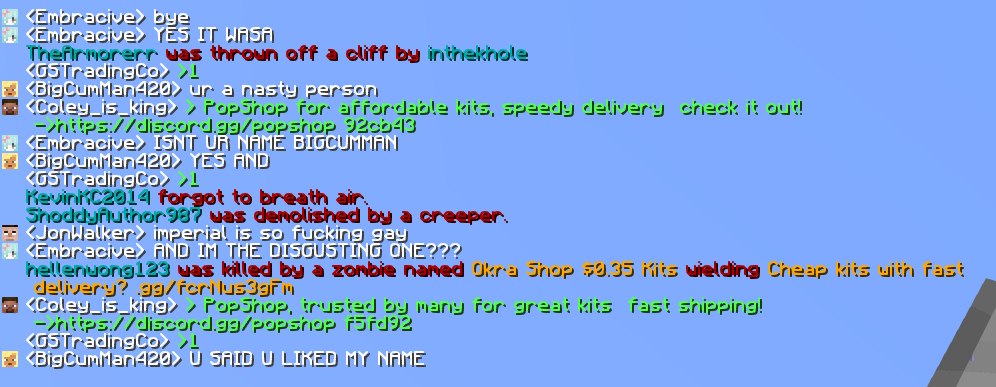 <Embracive> bye
<Embracive> YES IT WASA
TheArmorerr was thrown off a cliff by inthekhole
<GSTradingCo> >1
<BigCumMan420> ur a nasty person
<Coley_is_king> > PopShop for affordable kits, speedy delivery check it out!
->https://discord.gg/popshop 92cb43
<Embracive> ISNT UR NAME BIGCUMMAN
<BigCumMan420> YES AND
<GSTradingCo> >1
KevinKC2014 forgot to breath air.
ShoddyAuthor987 was demolished by a creeper.
<JonWalker> imperial is so fucking gay
<Embracive> AND IM THE DISGUSTING ONE???
hellenwong123 was killed by a zombie named Okra Shop $0.35 Kits wielding Cheap kits with fast
delivery? .gg/fcrNus3gFm
<Coley_is_king> > PopShop, trusted by many for great kits fast shipping!
->https://discord.gg/popshop f5fd92
<GSTradingCo> >1
<BigCumMan420> U SAID U LIKED MY NAME